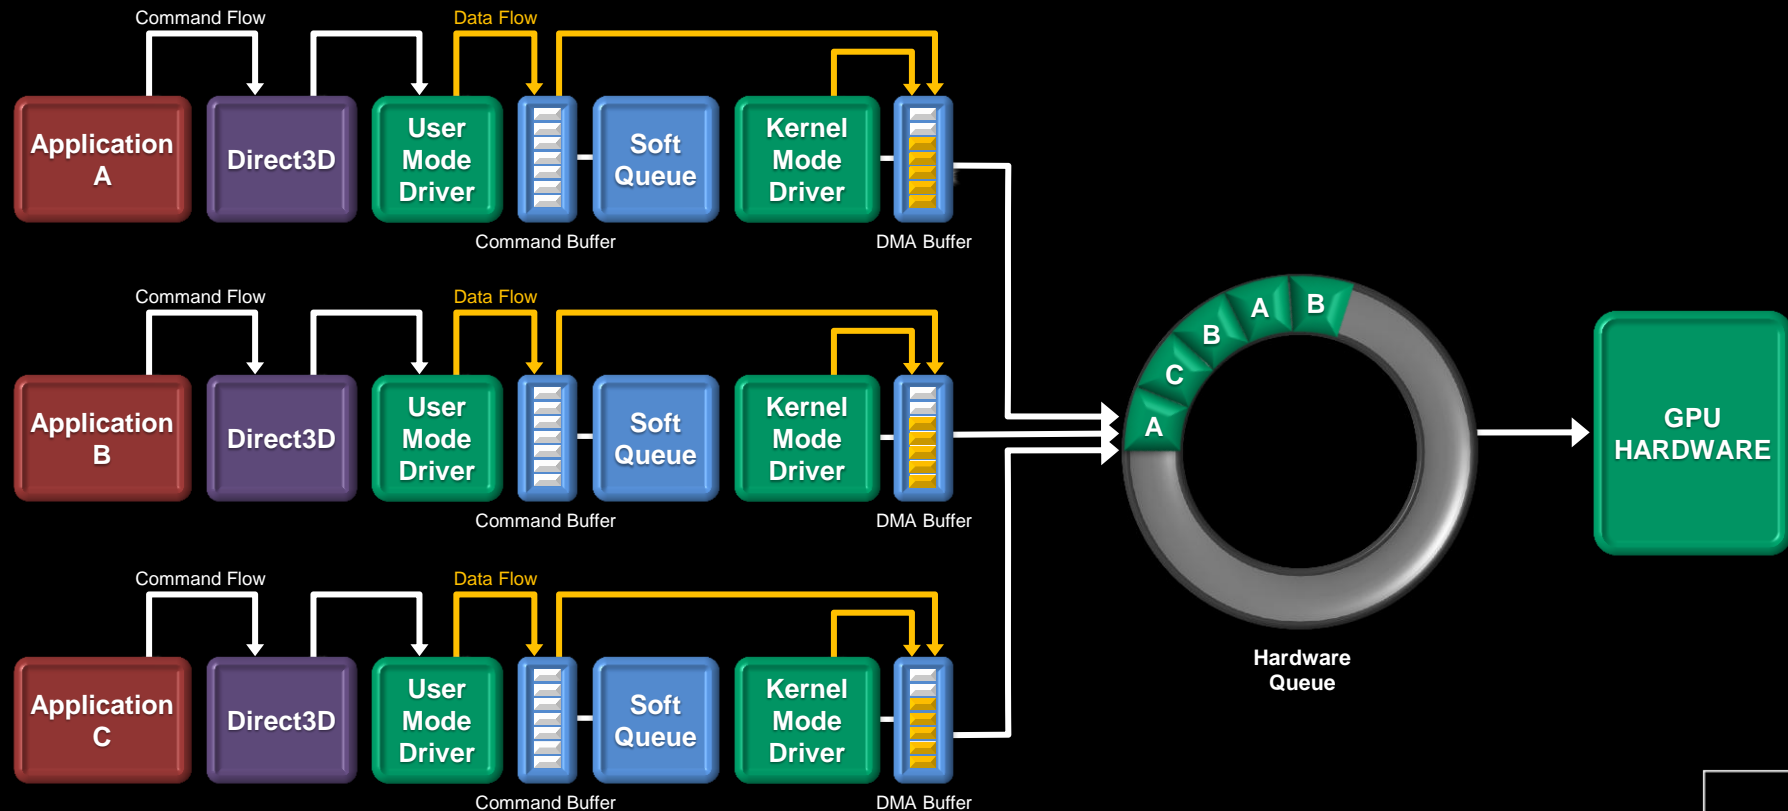 Command Flow
Data Flow
Application
A
Direct3D
User
Mode
Driver
Soft
Queue
Kernel
Mode
Driver
Command Buffer
DMA Buffer
Command Flow
Data Flow
Application
B
Direct3D
User
Mode
Driver
Soft
Queue
Kernel
Mode
Driver
Command Buffer
DMA Buffer
Command Flow
Data Flow
Application
C
Direct3D
User
Mode
Driver
Soft
Queue
Kernel
Mode
Driver
Command Buffer
DMA Buffer
A
C
B
A
B
Hardware
Queue
GPU
HARDWARE